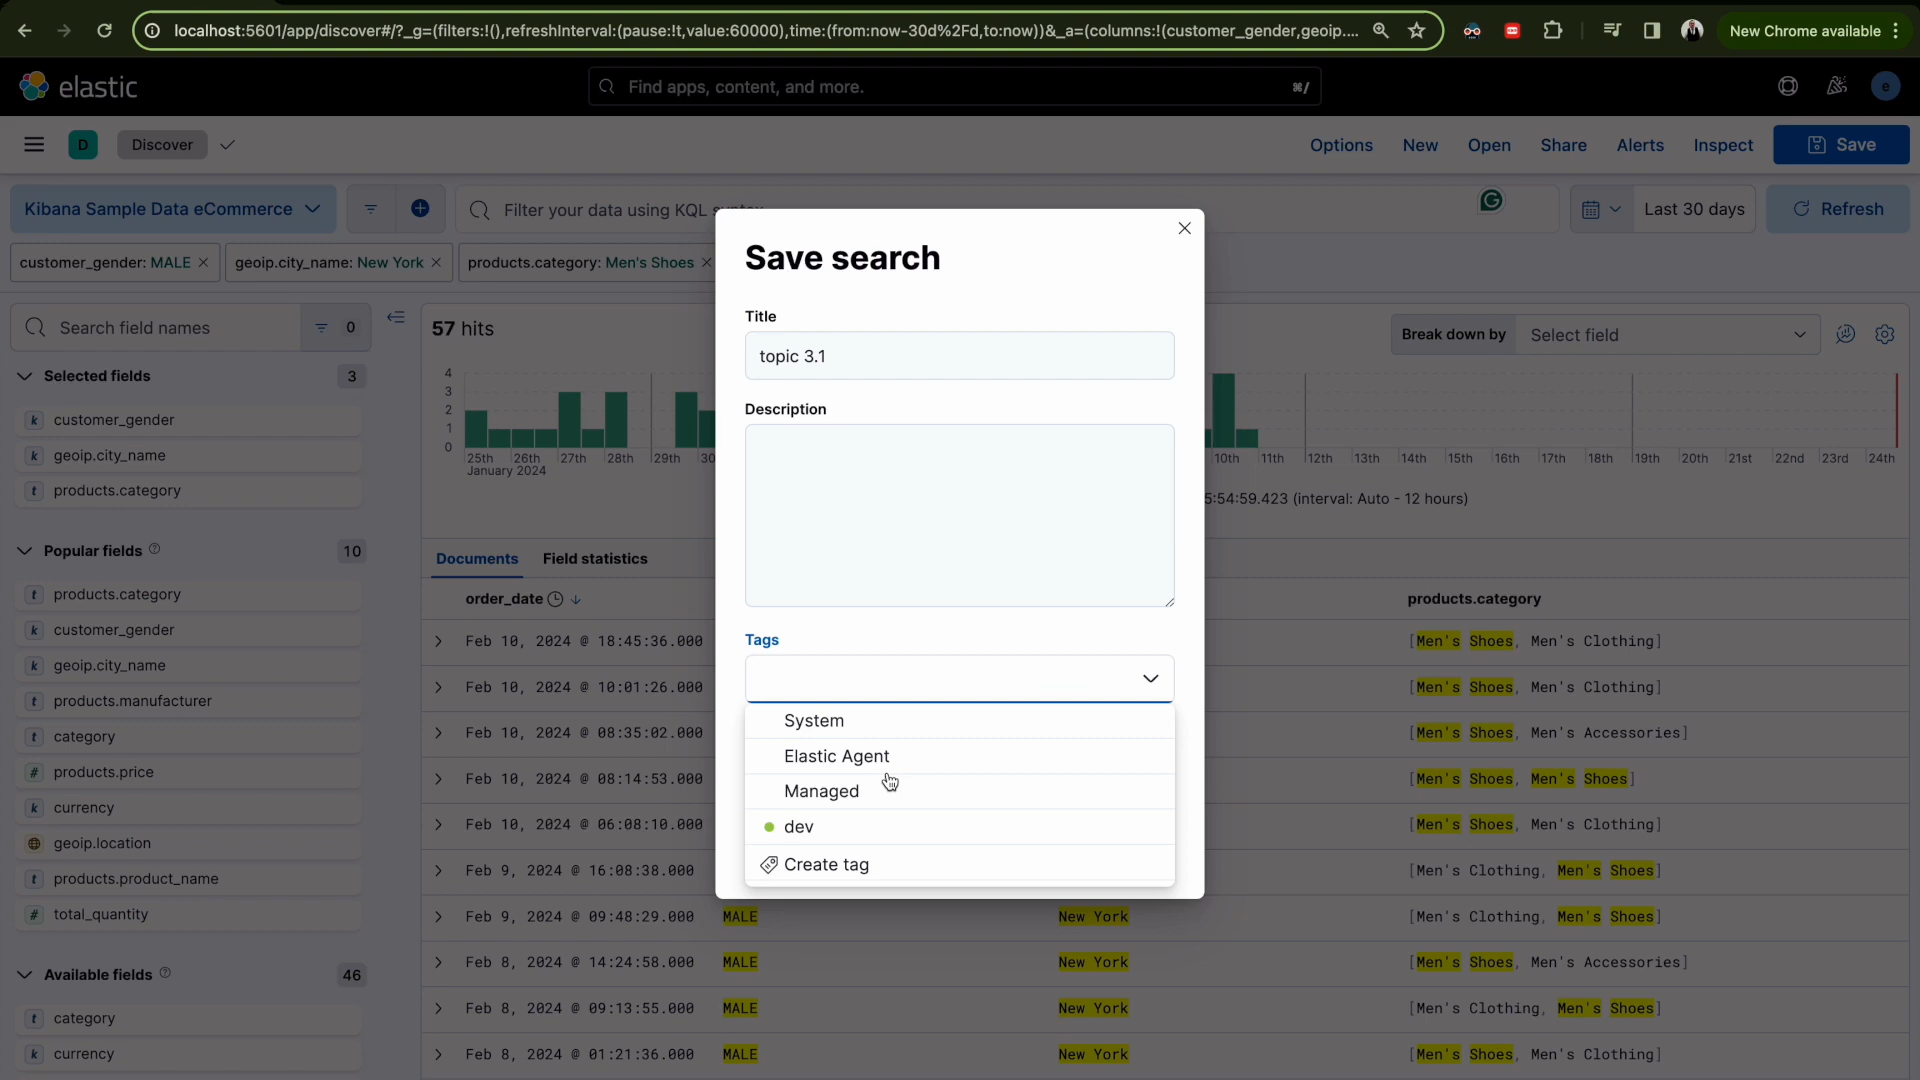 localhost:5601/app/discover#/?_g=(filters:!(),refreshInterval:(pause:!t,value:60000),time:(from:now-30d%2Fd,to:now))&_a=(columns:!(customer_gender,geoip....
New Chrome available
elastic
Find apps, content, and more.
⌘/
e
D
Discover
Options
New
Open
Share
Alerts
Inspect
Save
Kibana Sample Data eCommerce
Filter your data using KQL syntax
Last 30 days
Refresh
customer_gender: MALE
geoip.city_name: New York
products.category: Men's Shoes
Search field names
0
57 hits
Break down by
Select field
Selected fields
3
k customer_gender
k geoip.city_name
t products.category
Popular fields
10
t products.category
k customer_gender
k geoip.city_name
t products.manufacturer
t category
# products.price
k currency
geoip.location
t products.product_name
# total_quantity
Available fields
46
t category
k currency
4
3
2
1
0
25th 26th 27th 28th 29th 30
January 2024
10th 11th 12th 13th 14th 15th 16th 17th 18th 19th 20th 21st 22nd 23rd 24th
5:54:59.423 (interval: Auto - 12 hours)
Documents
Field statistics
order_date
products.category
Feb 10, 2024 @ 18:45:36.000 [Men's Shoes, Men's Clothing]
Feb 10, 2024 @ 10:01:26.000 [Men's Shoes, Men's Clothing]
Feb 10, 2024 @ 08:35:02.000 [Men's Shoes, Men's Accessories]
Feb 10, 2024 @ 08:14:53.000 [Men's Shoes, Men's Shoes]
Feb 10, 2024 @ 06:08:10.000 [Men's Shoes, Men's Clothing]
Feb 9, 2024 @ 16:08:38.000 [Men's Clothing, Men's Shoes]
Feb 9, 2024 @ 09:48:29.000 MALE New York [Men's Clothing, Men's Shoes]
Feb 8, 2024 @ 14:24:58.000 MALE New York [Men's Shoes, Men's Accessories]
Feb 8, 2024 @ 09:13:55.000 MALE New York [Men's Clothing, Men's Shoes]
Feb 8, 2024 @ 01:21:36.000 MALE New York [Men's Shoes, Men's Clothing]
Save search
Title
topic 3.1
Description
Tags
System
Elastic Agent
Managed
dev
Create tag